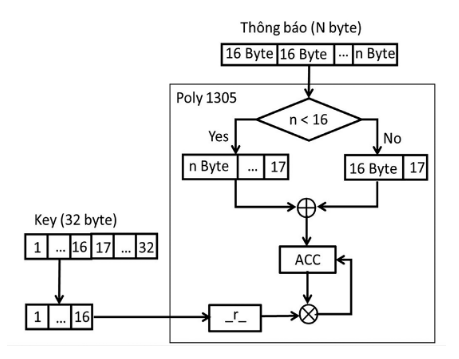 Thông báo (N byte)
16 Byte 16 Byte ... n Byte
Poly 1305
n < 16
Yes
No
n Byte ... 17
16 Byte 17
Key (32 byte)
1 ... 16 17 ... 32
ACC
1 ... 16
_r_